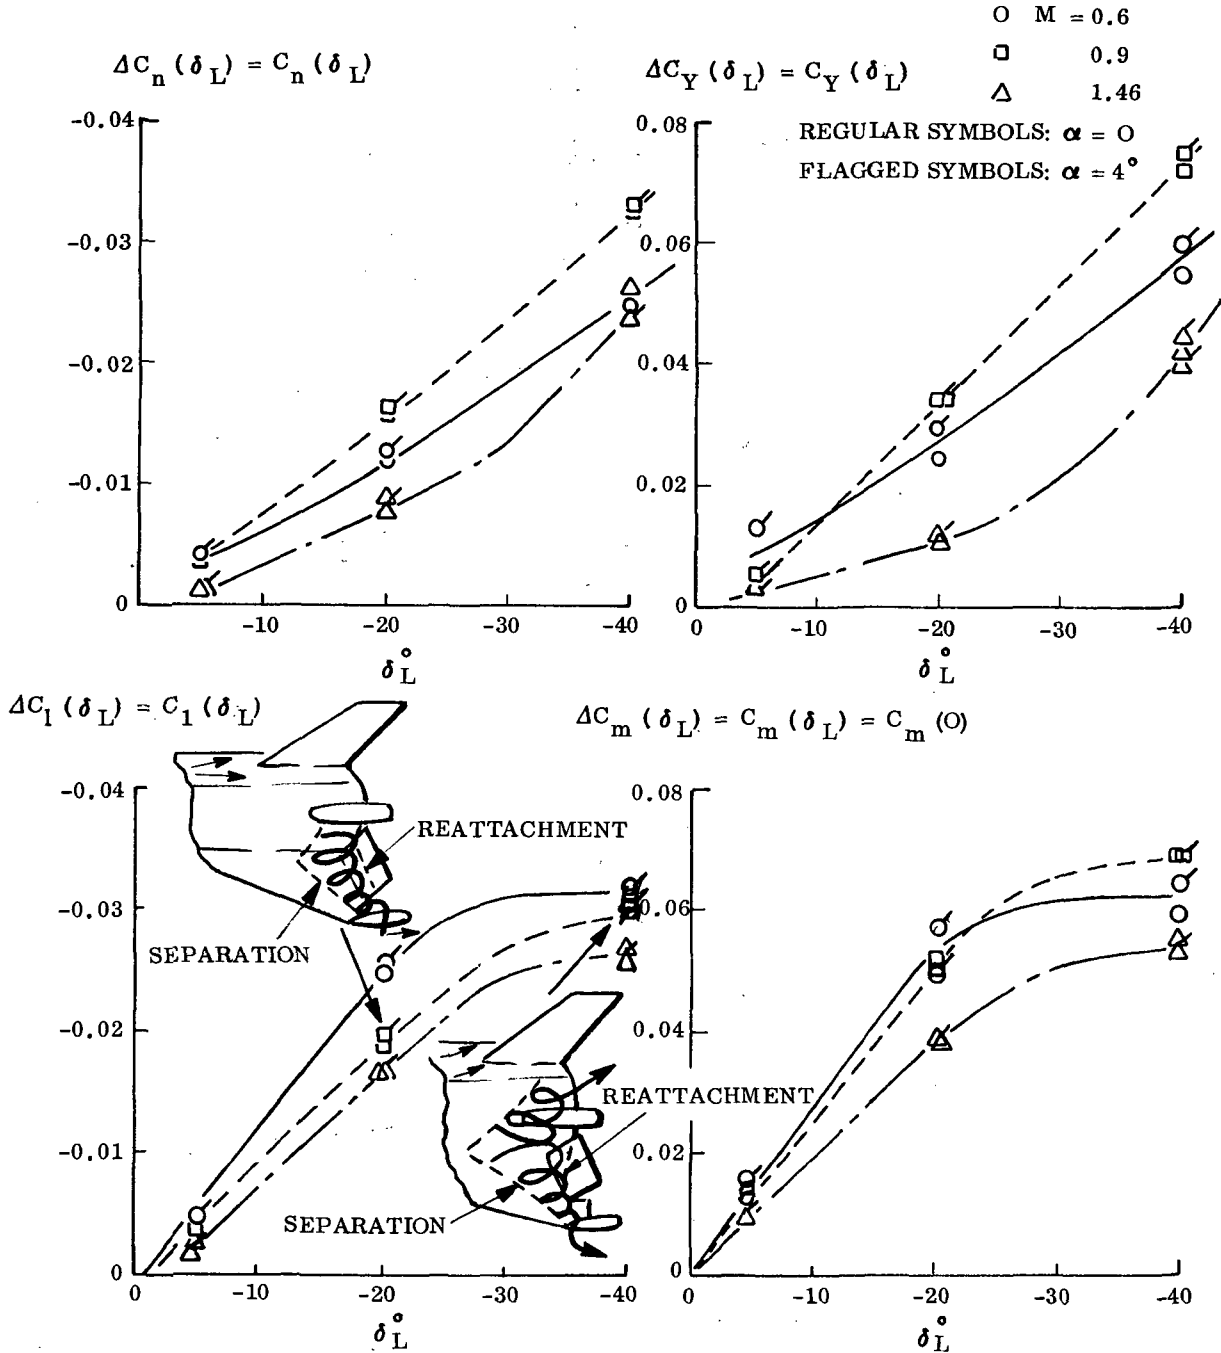 O M = 0.6
□ 0.9
△ 1.46
REGULAR SYMBOLS: α = O
FLAGGED SYMBOLS: α = 4°
ΔC_n (δ_L) = C_n (δ_L)
-0.04
-0.03
-0.02
-0.01
0
-10
-20
-30
-40
δ°_L
ΔC_Y (δ_L) = C_Y (δ_L)
0.08
0.06
0.04
0.02
0
0
-10
-20
-30
-40
δ°_L
ΔC_l (δ_L) = C_l (δ_L)
-0.04
-0.03
-0.02
-0.01
0
REATTACHMENT
SEPARATION
REATTACHMENT
SEPARATION
0
-10
-20
-30
-40
δ°_L
ΔC_m (δ_L) = C_m (δ_L) = C_m (O)
0.08
0.06
0.04
0.02
0
0
-10
-20
-30
-40
δ°_L